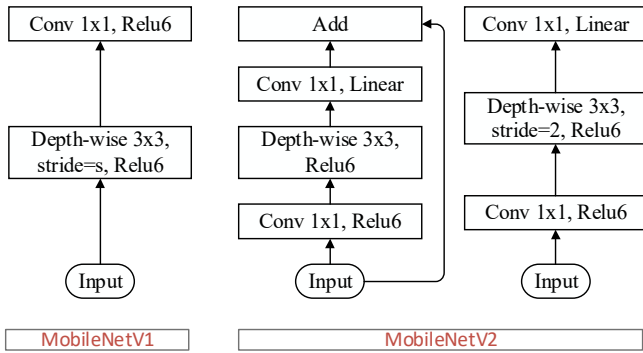 Conv 1x1, Relu6
Depth-wise 3x3,
stride=s, Relu6
Input
MobileNetV1
Add
Conv 1x1, Linear
Depth-wise 3x3,
Relu6
Conv 1x1, Relu6
Input
Conv 1x1, Linear
Depth-wise 3x3,
stride=2, Relu6
Conv 1x1, Relu6
Input
MobileNetV2